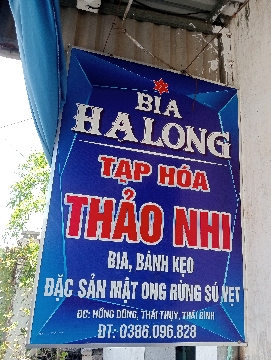 BIA
HALONG
TẠP HÓA
THẢO NHI
BIA, BÁNH KẸO
ĐẶC SẢN MẬT ONG RỪNG SÚ VẸT
ĐC: HỒNG DŨNG, THÁI THỤY, THÁI BÌNH
ĐT: 0386.096.828